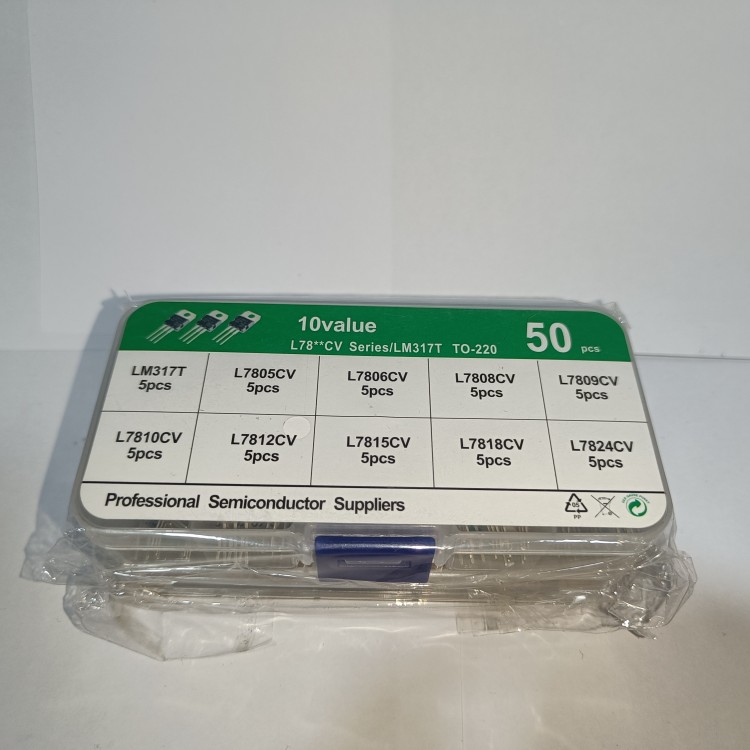 10value
L78**CV Series/LM317T TO-220
50 pcs
LM317T
5pcs
L7805CV
5pcs
L7806CV
5pcs
L7808CV
5pcs
L7809CV
5pcs
L7810CV
5pcs
L7812CV
5pcs
L7815CV
5pcs
L7818CV
5pcs
L7824CV
5pcs
Professional Semiconductor Suppliers
05
PP